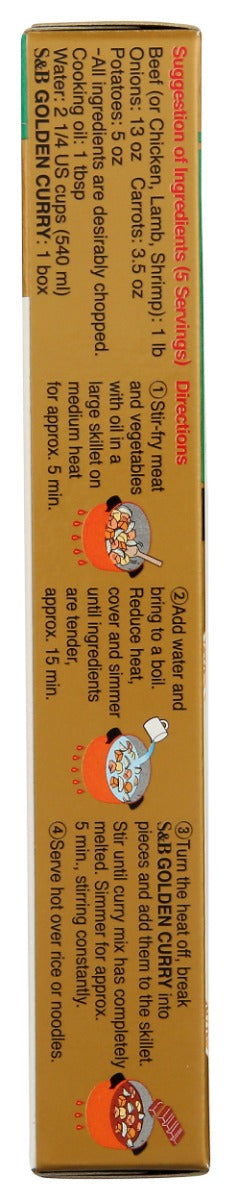 Suggestion of Ingredients (5 Servings)
Beef (or Chicken, Lamb, Shrimp): 1 lb
Onions: 13 oz Carrots: 3.5 oz
Potatoes: 5 oz
-All ingredients are desirably chopped.
Cooking oil: 1 tbsp
Water: 2 1/4 US cups (540 ml)
S&B GOLDEN CURRY: 1 box
Directions
①Stir-fry meat
and vegetables
with oil in a
large skillet on
medium heat
for approx. 5 min.
②Add water and
bring to a boil.
Reduce heat,
cover and simmer
until ingredients
are tender,
approx. 15 min.
③Turn the heat off, break
S&B GOLDEN CURRY into
pieces and add them to the skillet.
Stir until curry mix has completely
melted. Simmer for approx.
5 min., stirring constantly.
④Serve hot over rice or noodles.